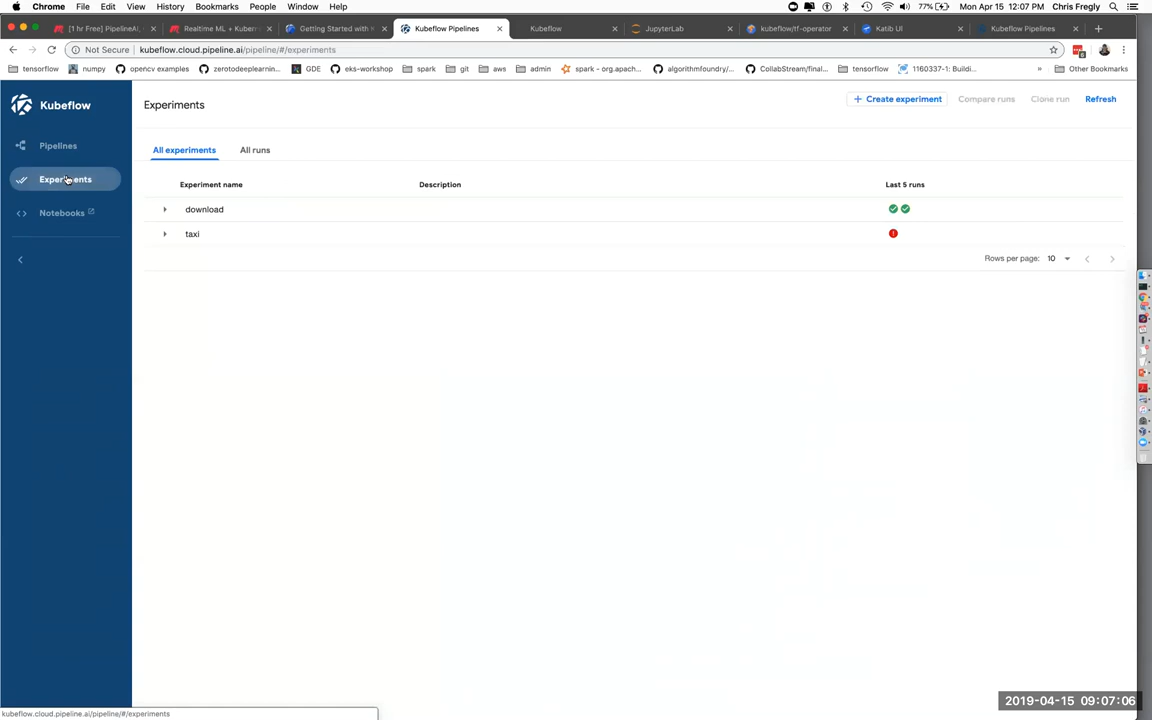 Chrome File Edit View History Bookmarks People Window Help 77% Mon Apr 15 12:07 PM Chris Fregly
[1 hr Free] PipelineAI, Realtime ML + Kubern Getting Started with K Kubeflow Pipelines Kubeflow JupyterLab kubeflow/tf-operator Katib UI Kubeflow Pipelines
Not Secure kubeflow.cloud.pipeline.ai/pipeline/#/experiments
tensorflow numpy opencv examples zerotodeeplearnin... GDE eks-workshop spark git aws admin spark - org.apach... algorithmfoundry/... CollabStream/final... tensorflow 1160337-1: Buildi... » Other Bookmarks
Kubeflow
Pipelines
Experiments
Notebooks
Experiments
+ Create experiment Compare runs Clone run Refresh
All experiments All runs
Experiment name Description Last 5 runs
download
taxi
Rows per page: 10
kubeflow.cloud.pipeline.ai/pipeline/#/experiments
2019-04-15 09:07:06